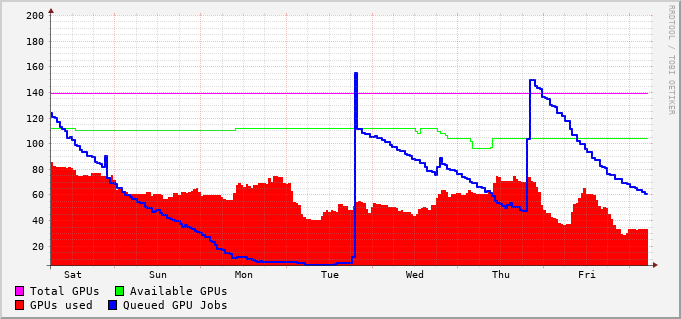 200
180
160
140
120
100
80
60
40
20
Sat Sun Mon Tue Wed Thu Fri
Total GPUs Available GPUs
GPUs used Queued GPU Jobs
RRDTOOL / TOBI OETIKER